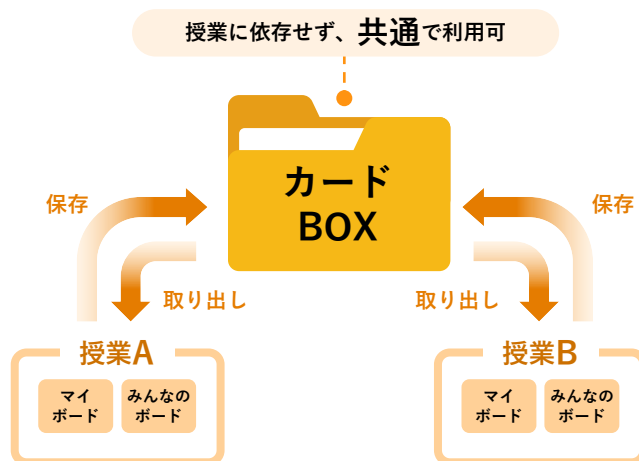 授業に依存せず、共通で利用可
カード
BOX
保存
保存
取り出し
取り出し
授業A
授業B
マイ
ボード
みんなの
ボード
マイ
ボード
みんなの
ボード